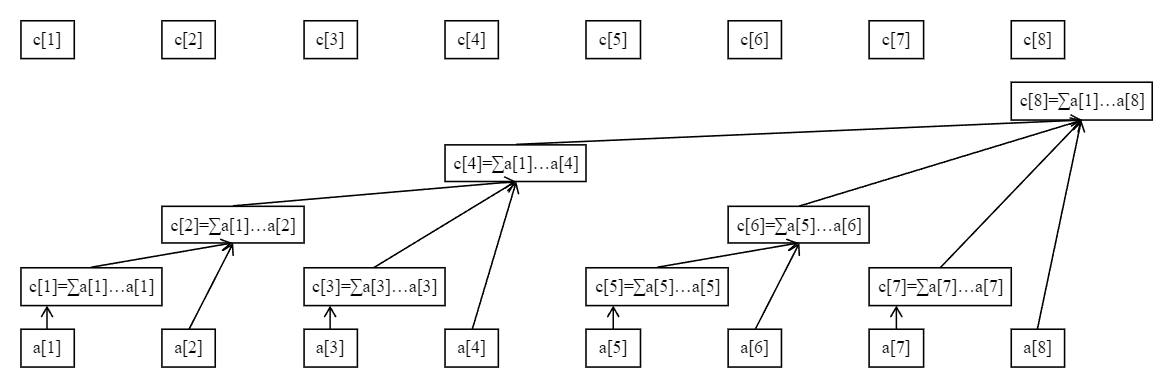 c[1] c[2] c[3] c[4] c[5] c[6] c[7] c[8]
c[8]=∑a[1]…a[8]
c[4]=∑a[1]…a[4]
c[2]=∑a[1]…a[2] c[6]=∑a[5]…a[6]
c[1]=∑a[1]…a[1] c[3]=∑a[3]…a[3] c[5]=∑a[5]…a[5] c[7]=∑a[7]…a[7]
a[1] a[2] a[3] a[4] a[5] a[6] a[7] a[8]